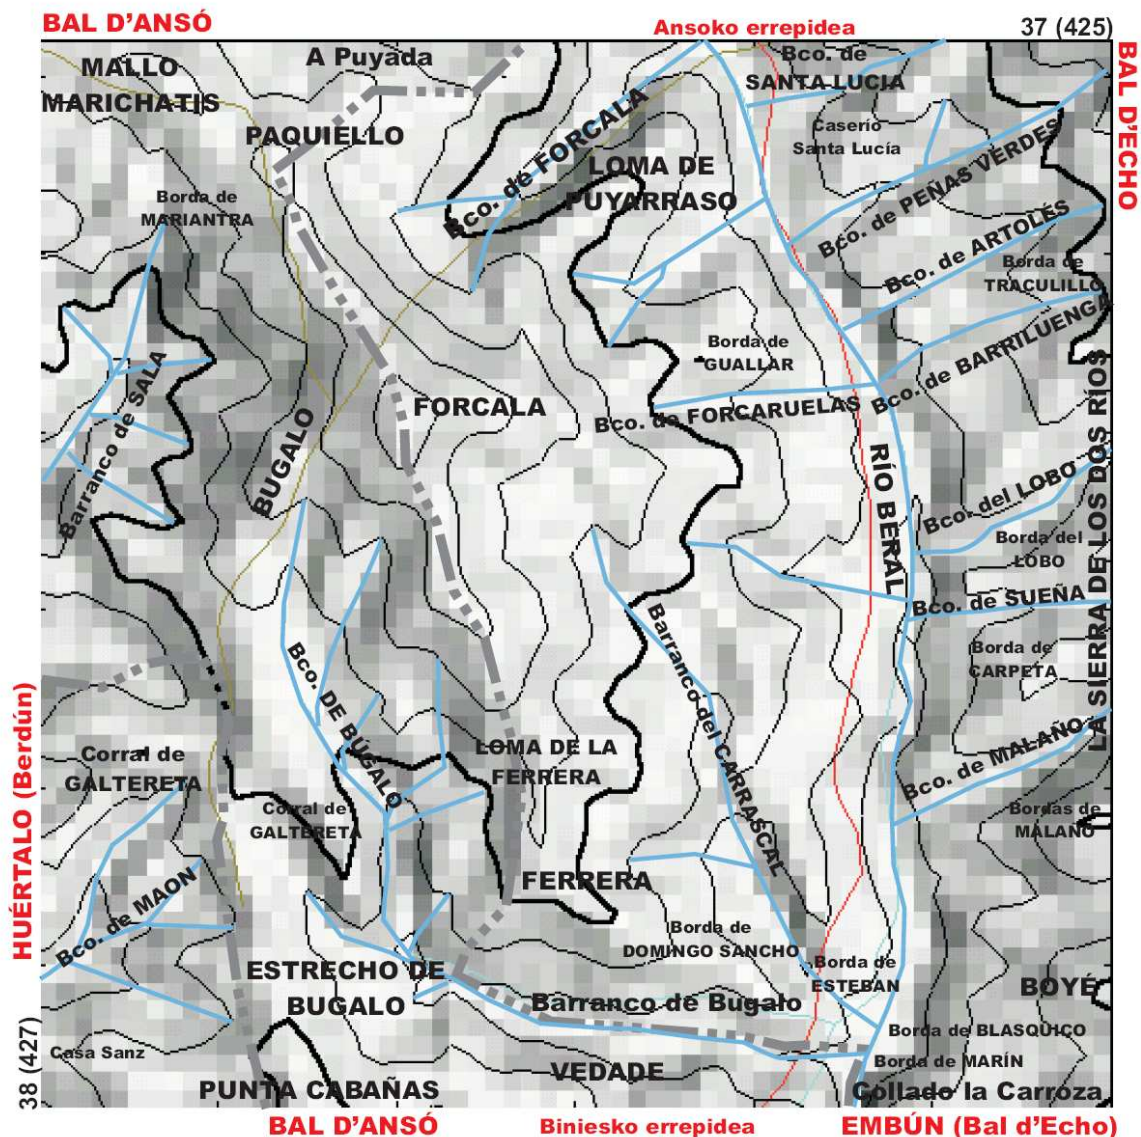 BAL D'ANSÓ
Ansoko errepidea
37 (425)
BAL D'ECHO
MALLO
MARICHATIS
A Puyada
Bco. de
SANTA LUCIA
PAQUIELLO
Bco. de FORCALA
Caserio
Santa Lucía
LOMA DE
PUYARRASO
Bco. de PEÑAS VERDES
Borda de
MARIANTRA
Bco. de ARTOLÉS
Borda de
TRACULILLO
Bco. de BARRILUENGA
Borda de
GUALLAR
Barranco de SALA
FORCALA
Bco. de FORCARUELAS
BUGALO
RÍO BERAL
LA SIERRA DE LOS DOS RÍOS
Bco. del LOBO
Borda del
LOBO
Bco. de SUEÑA
Borda de
CARPETA
Bco. DE BUGALO
Barranco del CARRASCAL
HUÉRTALO (Berdún)
Corral de
GALTERETA
LOMA DE LA
FERRERA
Bco. de MALAÑO
Corral de
GALTERETA
Bordas de
MALAÑO
Bco. de MAON
FERRERA
Borda de
DOMINGO SANCHO
Borda de
ESTEBAN
ESTRECHO DE
BUGALO
BOYÉ
Barranco de Bugalo
38 (427)
Casa Sanz
Borda de BLASQUICO
VEDADE
Borda de MARÍN
PUNTA CABAÑAS
Collado la Carroza
BAL D'ANSÓ
Biniesko errepidea
EMBÚN (Bal d'Echo)